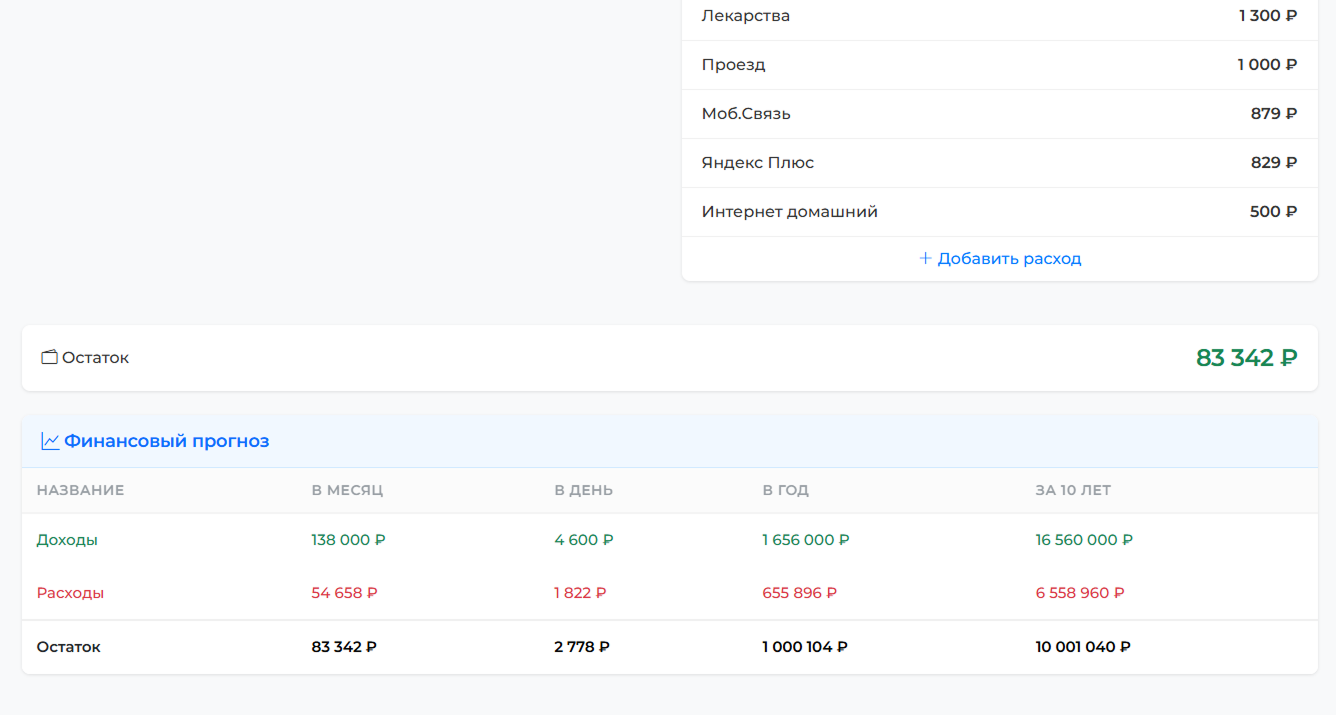 Лекарства 1 300 ₽
Проезд 1 000 ₽
Моб.Связь 879 ₽
Яндекс Плюс 829 ₽
Интернет домашний 500 ₽
+ Добавить расход
Остаток 83 342 ₽
Финансовый прогноз
НАЗВАНИЕ В МЕСЯЦ В ДЕНЬ В ГОД ЗА 10 ЛЕТ
Доходы 138 000 ₽ 4 600 ₽ 1 656 000 ₽ 16 560 000 ₽
Расходы 54 658 ₽ 1 822 ₽ 655 896 ₽ 6 558 960 ₽
Остаток 83 342 ₽ 2 778 ₽ 1 000 104 ₽ 10 001 040 ₽